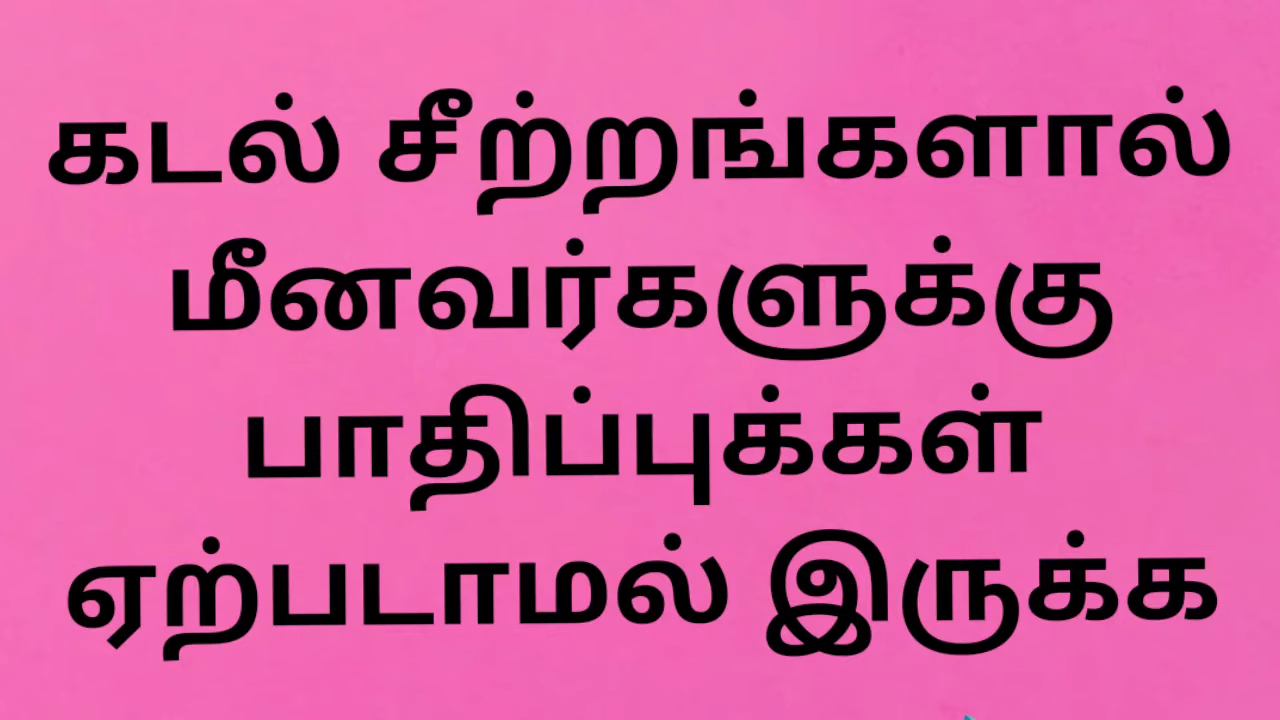 கடல் சீற்றங்களால்
மீனவர்களுக்கு
பாதிப்புக்கள்
ஏற்படாமல் இருக்க